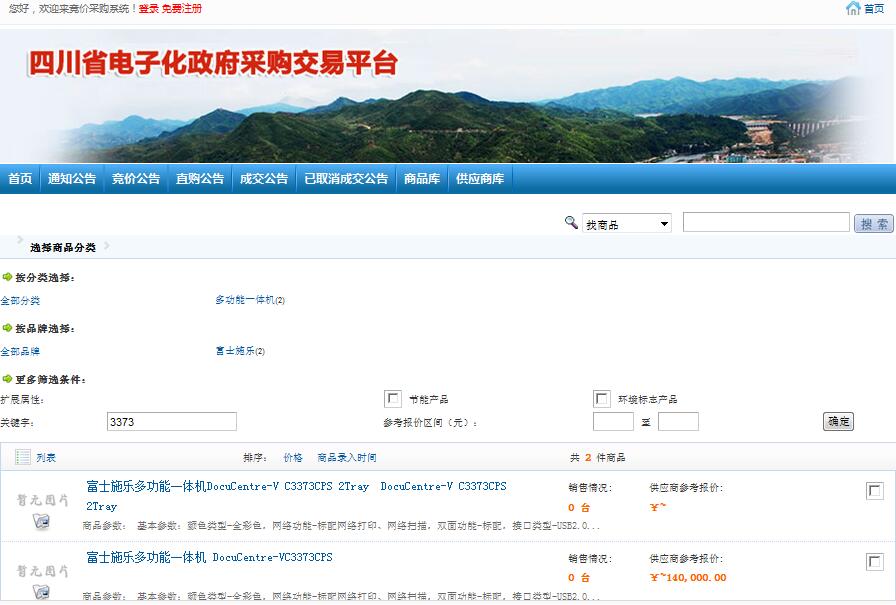 您好，欢迎来竞价采购系统！登录 免费注册
首页
四川省电子化政府采购交易平台
首页 通知公告 竞价公告 直购公告 成交公告 已取消成交公告 商品库 供应商库
找商品 搜 索
选择商品分类
按分类选择：
全部分类 多功能一体机(2)
按品牌选择：
全部品牌 富士施乐(2)
更多筛选条件：
扩展属性： 节能产品 环境标志产品
关键字： 3373 参考报价区间（元）： 至 确定
列表 排序： 价格 商品录入时间 共 2 件商品
富士施乐多功能一体机DocuCentre-V C3373CPS 2Tray DocuCentre-V C3373CPS
2Tray
暂无图片
商品参数： 基本参数：颜色类型-全彩色，网络功能-标配网络打印、网络扫描，双面功能-标配，接口类型-USB2.0...
销售情况： 供应商参考报价：
0 台 ￥~
富士施乐多功能一体机 DocuCentre-VC3373CPS
暂无图片
商品参数： 基本参数：颜色类型-全彩色，网络功能-标配网络打印、网络扫描，双面功能-标配，接口类型-USB2.0...
销售情况： 供应商参考报价：
0 台 ￥~140,000.00